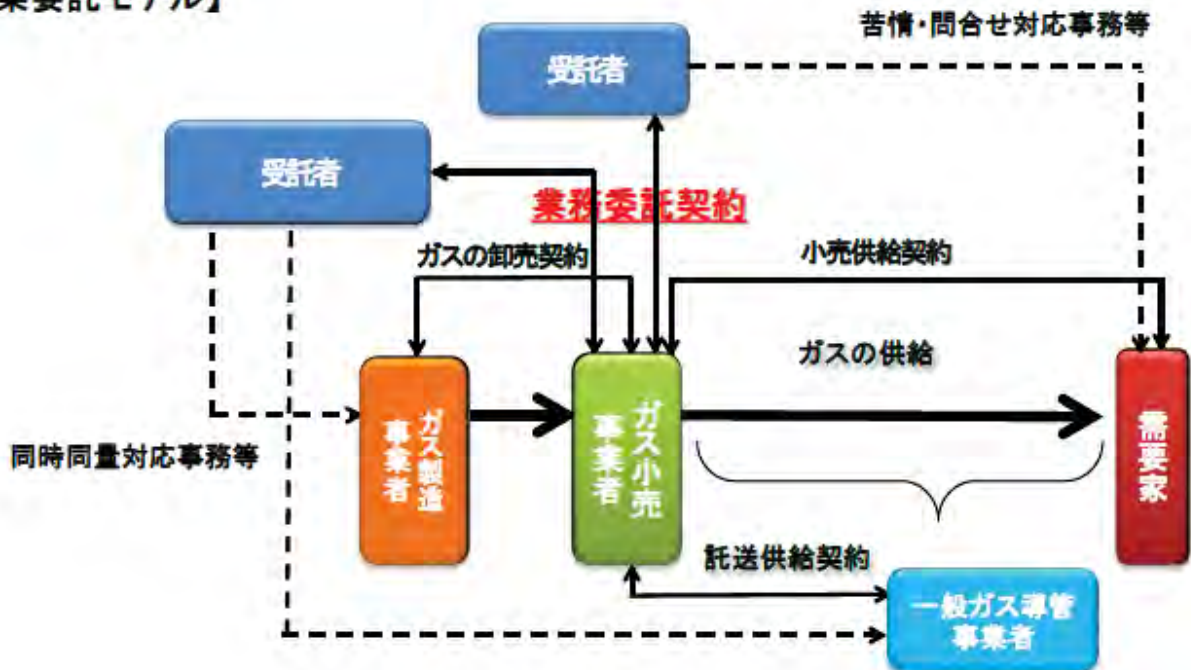 業委託モデル】
苦情・問合せ対応事務等
受託者
受託者
業務委託契約
ガスの卸売契約
小売供給契約
ガスの供給
ガス製造
事業者
ガス小売
事業者
需要家
同時同量対応事務等
託送供給契約
一般ガス導管
事業者